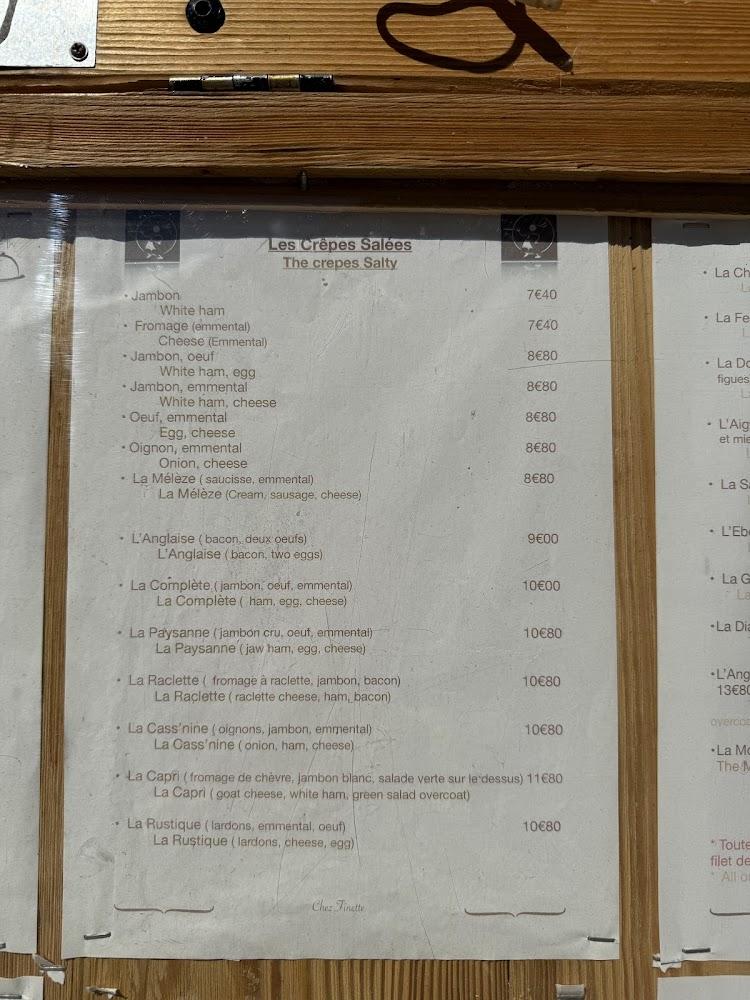 Les Crêpes Salées
The crepes Salty
• Jambon 7€40
White ham
• Fromage (emmental) 7€40
Cheese (Emmental)
• Jambon, oeuf 8€80
White ham, egg
• Jambon, emmental 8€80
White ham, cheese
• Oeuf, emmental 8€80
Egg, cheese
• Oignon, emmental 8€80
Onion, cheese
• La Mélèze ( saucisse, emmental) 8€80
La Mélèze (Cream, sausage, cheese)
• L'Anglaise ( bacon, deux oeufs) 9€00
L'Anglaise ( bacon, two eggs)
• La Complète ( jambon, oeuf, emmental) 10€00
La Complète ( ham, egg, cheese)
• La Paysanne ( jambon cru, oeuf, emmental) 10€80
La Paysanne ( jaw ham, egg, cheese)
• La Raclette ( fromage à raclette, jambon, bacon) 10€80
La Raclette ( raclette cheese, ham, bacon)
• La Cass'nine ( oignons, jambon, emmental) 10€80
La Cass'nine ( onion, ham, cheese)
• La Capri ( fromage de chèvre, jambon blanc, salade verte sur le dessus) 11€80
La Capri ( goat cheese, white ham, green salad overcoat)
• La Rustique ( lardons, emmental, oeuf) 10€80
La Rustique ( lardons, cheese, egg)
Chez Finette
• La Ch
• La Fe
• La Do
figues
• L'Aig
et mie
• La Sa
• L'Ebe
• La G
La
•La Dia
•L'Ang
13€80
overcoa
•La Mo
The M
* Toute
filet de
* All o